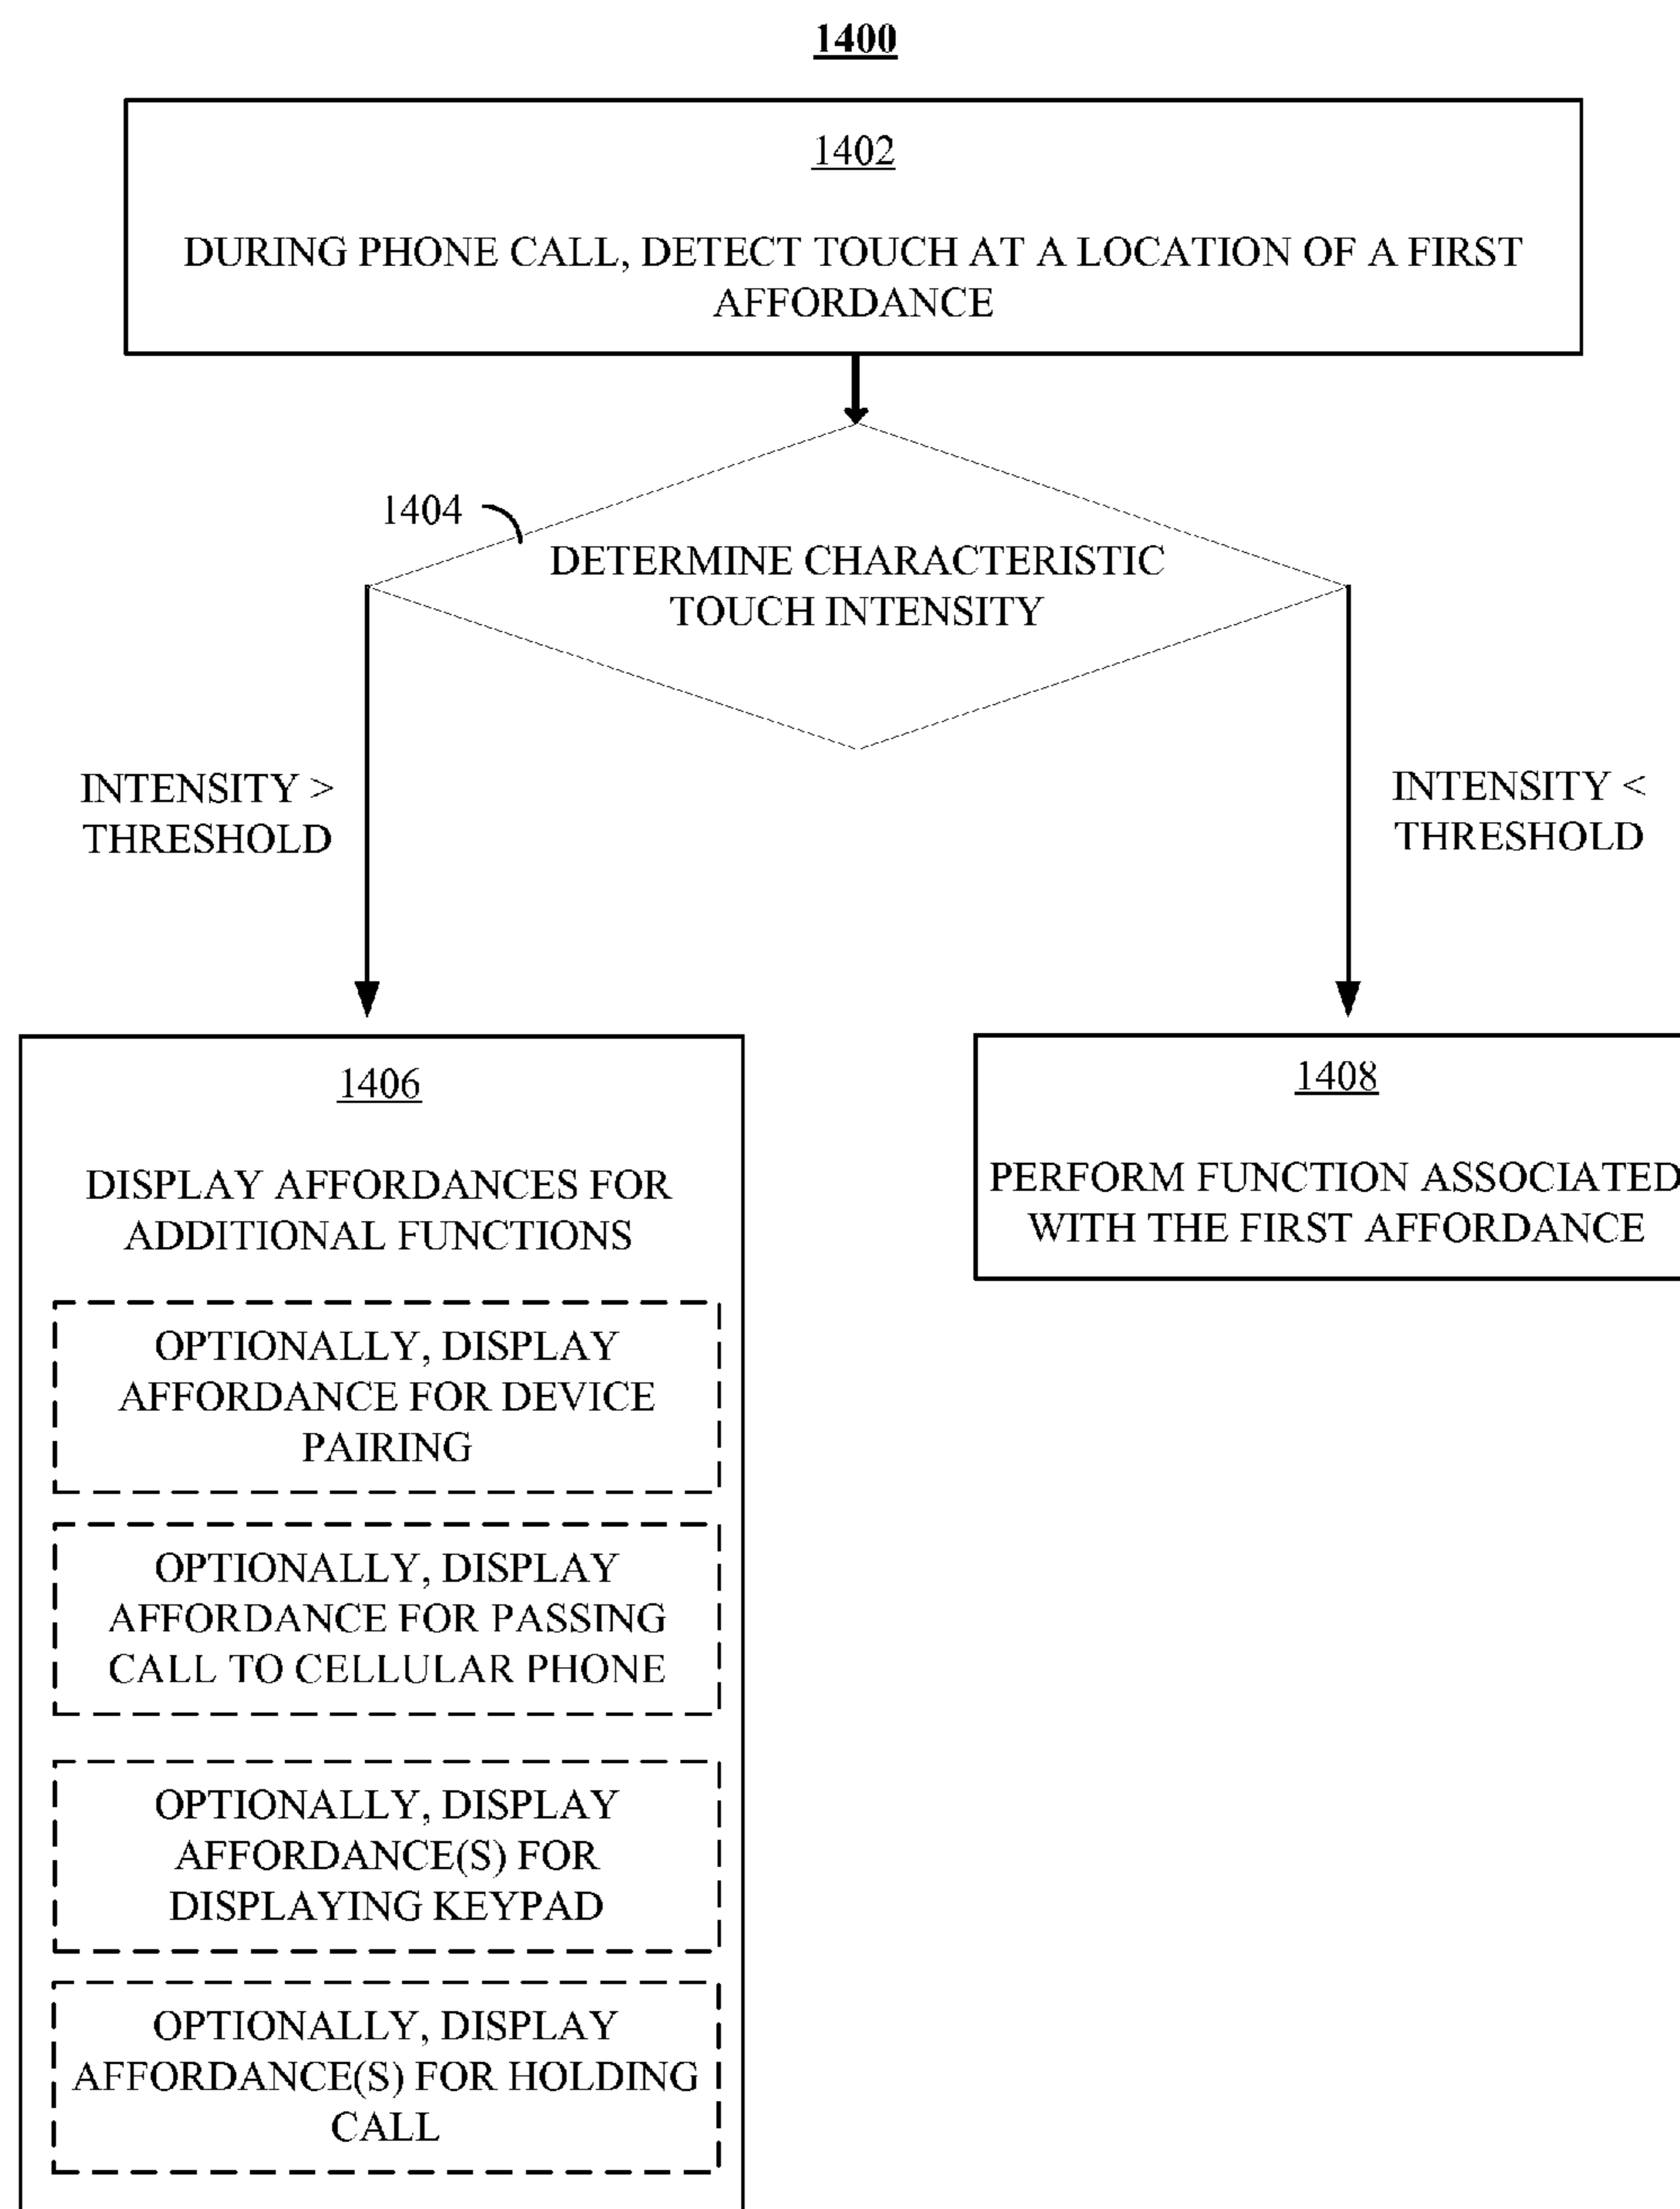 1400
1402
DURING PHONE CALL, DETECT TOUCH AT A LOCATION OF A FIRST
AFFORDANCE
1404
DETERMINE CHARACTERISTIC
TOUCH INTENSITY
INTENSITY >
THRESHOLD
INTENSITY <
THRESHOLD
1406
DISPLAY AFFORDANCES FOR
ADDITIONAL FUNCTIONS
OPTIONALLY, DISPLAY
AFFORDANCE FOR DEVICE
PAIRING
OPTIONALLY, DISPLAY
AFFORDANCE FOR PASSING
CALL TO CELLULAR PHONE
OPTIONALLY, DISPLAY
AFFORDANCE(S) FOR
DISPLAYING KEYPAD
OPTIONALLY, DISPLAY
AFFORDANCE(S) FOR HOLDING
CALL
1408
PERFORM FUNCTION ASSOCIATED
WITH THE FIRST AFFORDANCE